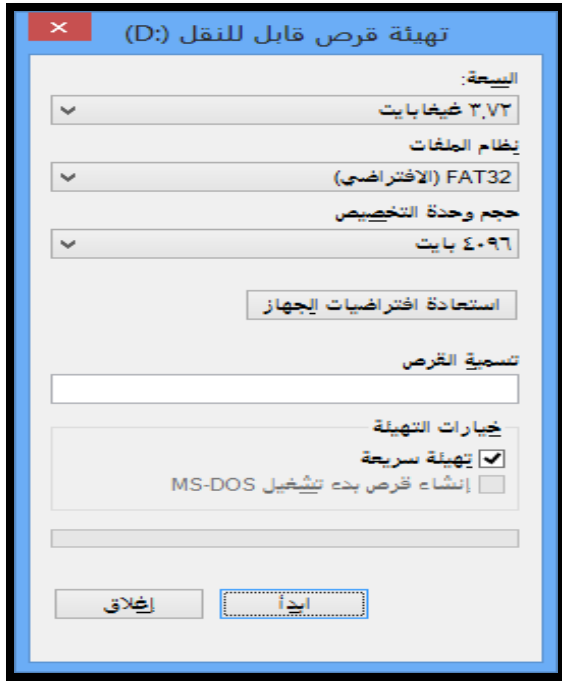 تهيئة قرص قابل للنقل (D:)
السعة:
٣,٧٢ غيغابايت
نظام الملفات
FAT32 (الافتراضي)
حجم وحدة التخصيص
٤٠٩٦ بايت
استعادة افتراضيات الجهاز
تسمية القرص
خيارات التهيئة
تهيئة سريعة
إنشاء قرص بدء تشغيل MS-DOS
ابدأ
إغلاق